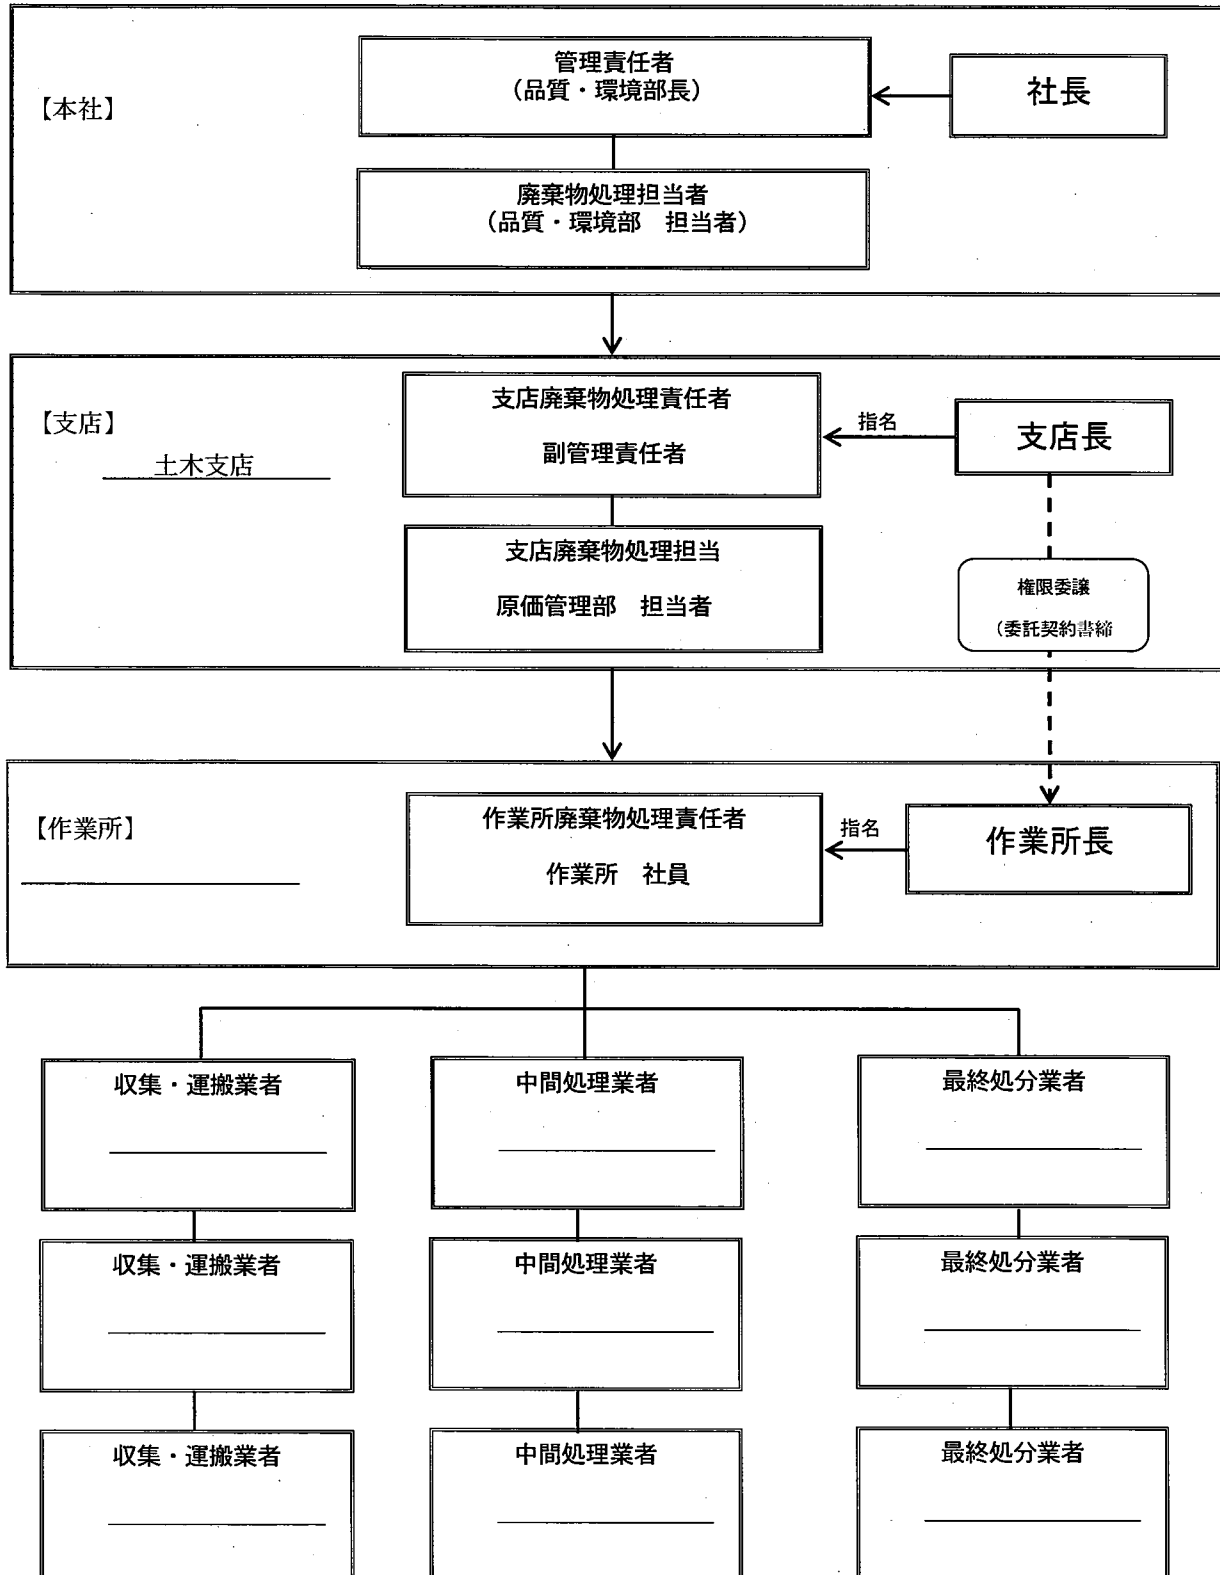 管理責任者
(品質・環境部長)
社長
【本社】
廃棄物処理担当者
(品質・環境部　担当者)
支店廃棄物処理責任者
副管理責任者
指名
支店長
【支店】
土木支店
支店廃棄物処理担当
原価管理部　担当者
権限委譲
(委託契約書締
作業所廃棄物処理責任者
作業所　社員
指名
作業所長
【作業所】
収集・運搬業者
中間処理業者
最終処分業者
収集・運搬業者
中間処理業者
最終処分業者
収集・運搬業者
中間処理業者
最終処分業者